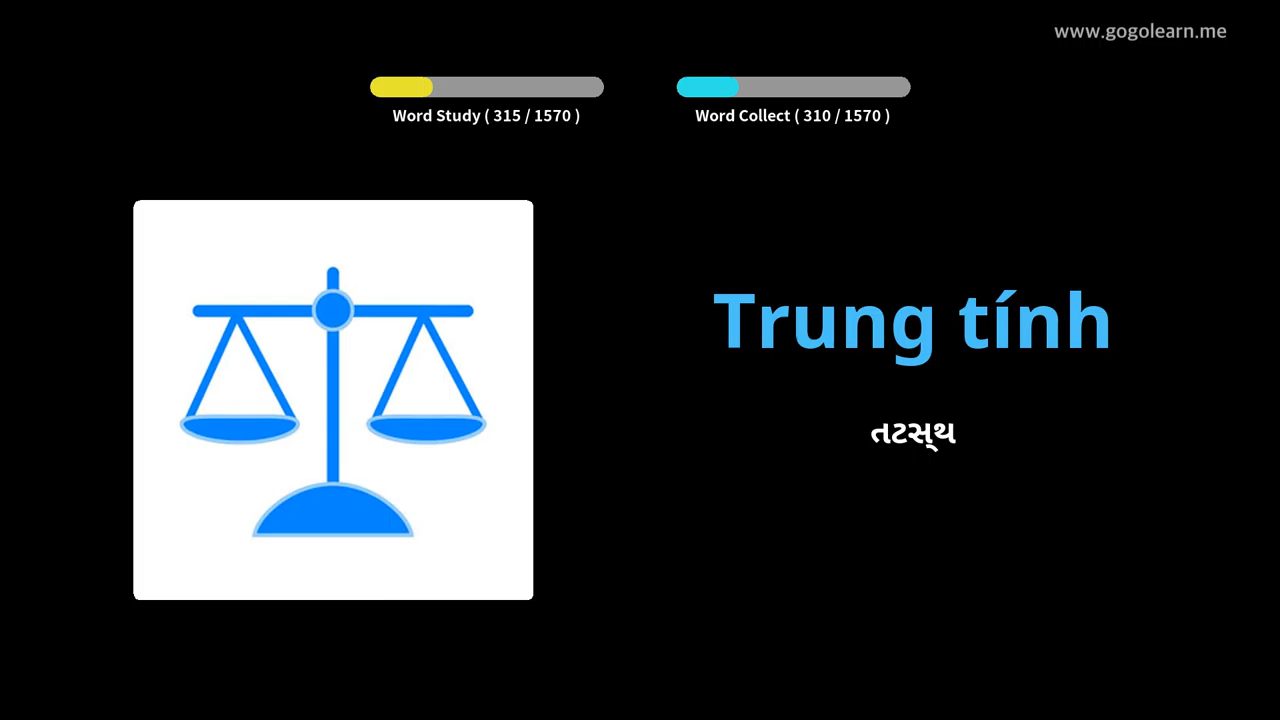 www.gogolearn.me
Word Study ( 315 / 1570 )
Word Collect ( 310 / 1570 )
Trung tính
તટસ્થ